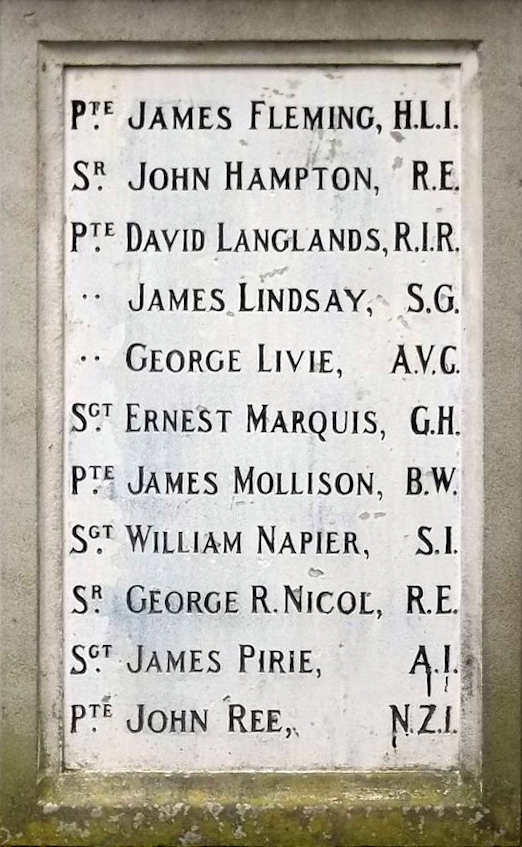 PTE JAMES FLEMING, H.L.I.
SR. JOHN HAMPTON, R.E.
PTE DAVID LANGLANDS, R.I.R.
.. JAMES LINDSAY, S.G.
.. GEORGE LIVIE, A.V.C.
SGT ERNEST MARQUIS, G.H.
PTE JAMES MOLLISON, B.W.
SGT WILLIAM NAPIER, S.I.
SR. GEORGE R. NICOL, R.E.
SGT JAMES PIRIE, A.I.
PTE JOHN REE, N.Z.I.